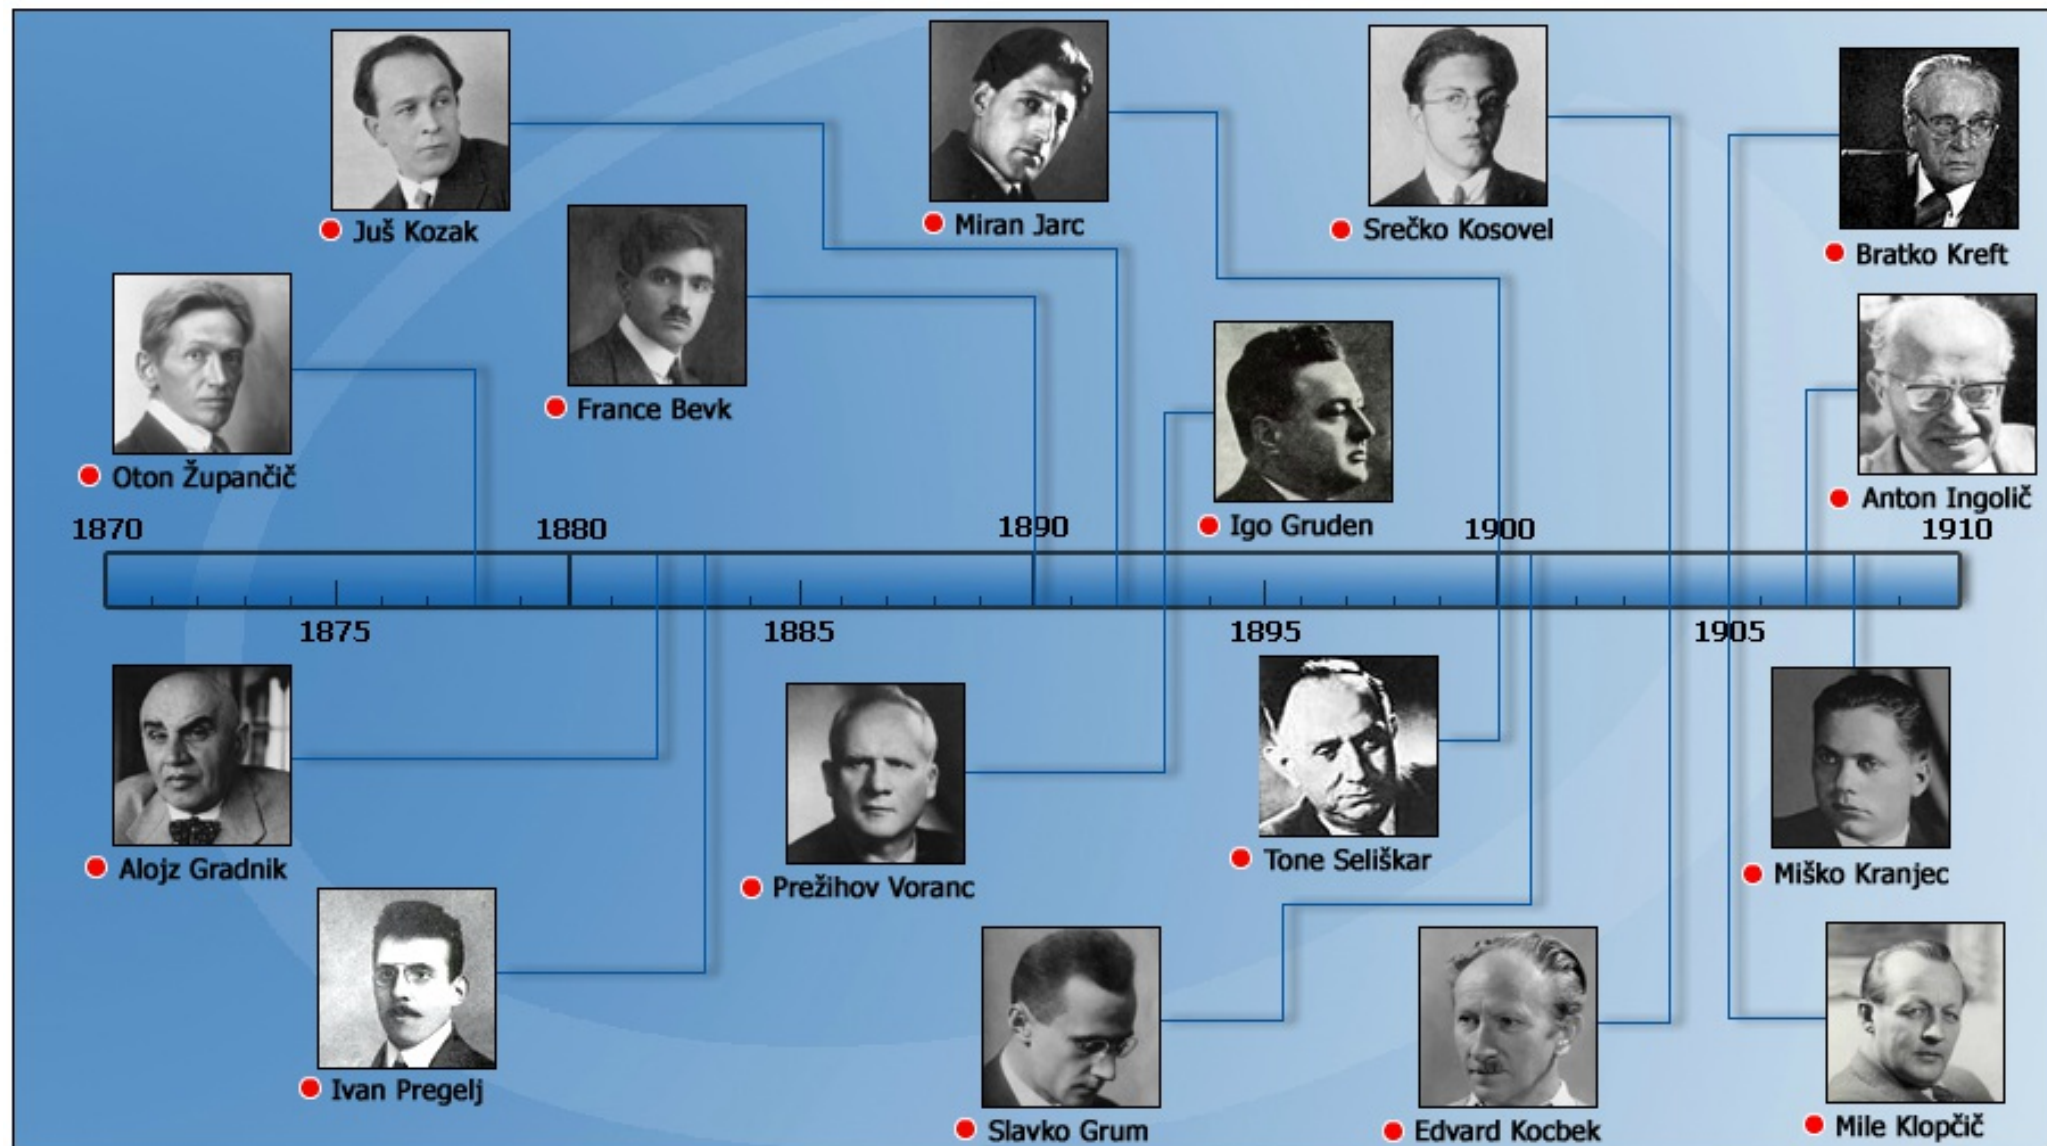 Juš Kozak
Miran Jarc
Srečko Kosovel
Bratko Kreft
France Bevk
Oton Župančič
Igo Gruden
Anton Ingolič
1870
1880
1890
1900
1910
1875
1885
1895
1905
Alojz Gradnik
Prežihov Voranc
Tone Seliškar
Miško Kranjec
Ivan Pregelj
Slavko Grum
Edvard Kocbek
Mile Klopčič